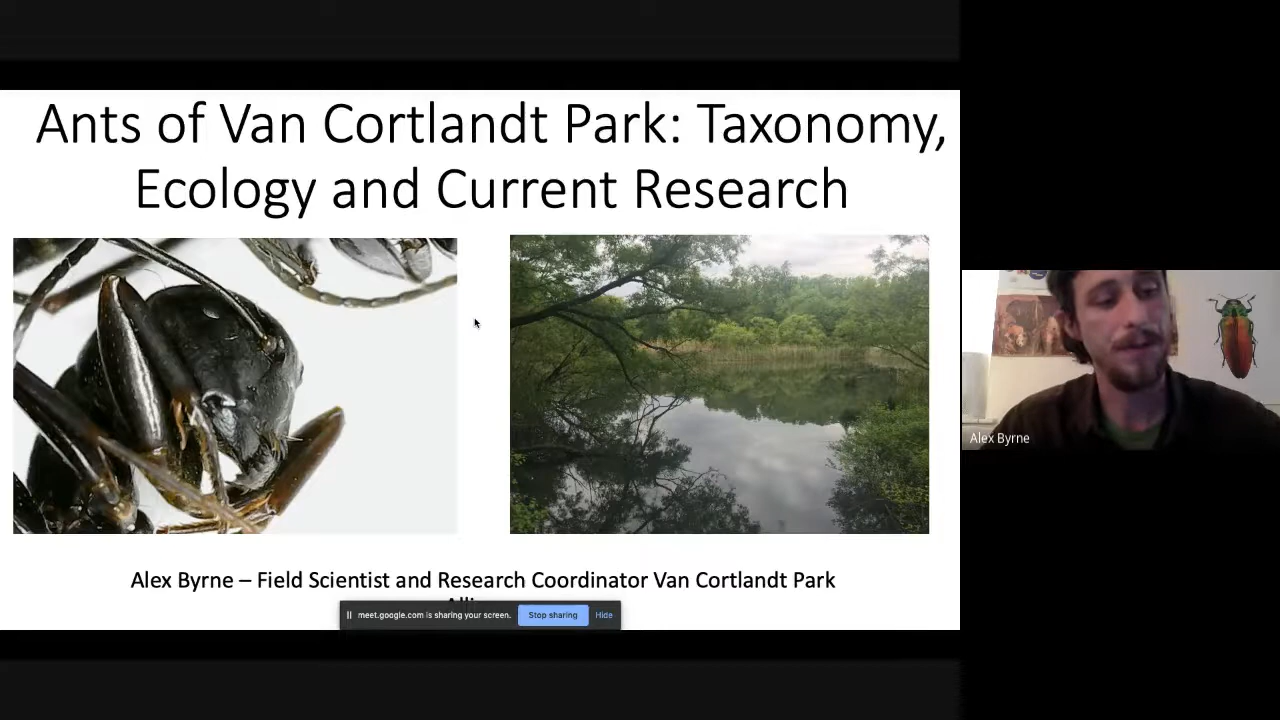 Ants of Van Cortlandt Park: Taxonomy,
Ecology and Current Research
Alex Byrne – Field Scientist and Research Coordinator Van Cortlandt Park
meet.google.com is sharing your screen. Stop sharing Hide
Alex Byrne